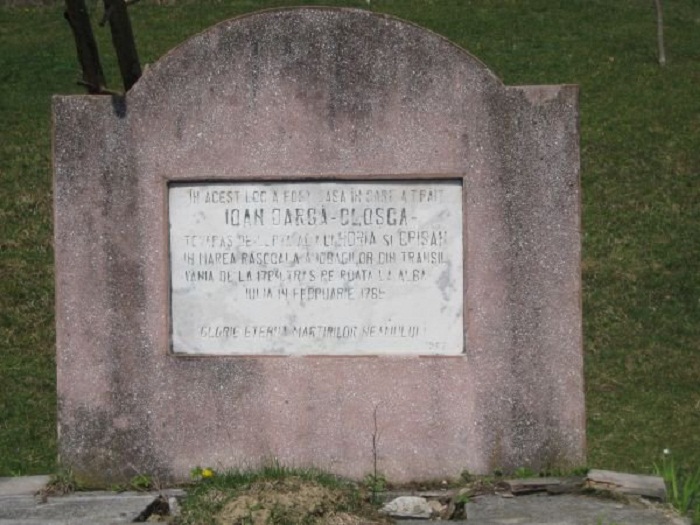 IN ACEST LOC A FOST CASA IN CARE A TRAIT
IOAN OARGA-CLOSCA-
TOVARAS DE AL LUI HORIA SI CRISAN
IN MAREA RASCOALA A IOBAGILOR DIN TRANSIL
VANIA DE LA 1784 TRAS PE ROATA LA ALBA
IULIA IN FEBRUARIE 1785
GLORIE ETERNA MARTIRILOR NEAMULUI